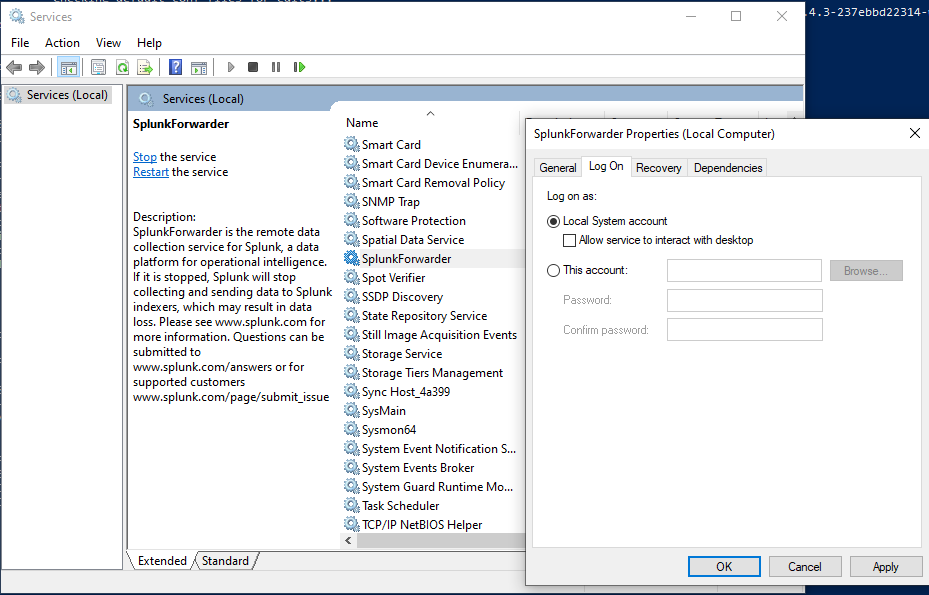 Services
File Action View Help
Services (Local)
Services (Local)
SplunkForwarder
Stop the service
Restart the service
Description:
SplunkForwarder is the remote data
collection service for Splunk, a data
platform for operational intelligence.
If it is stopped, Splunk will stop
collecting and sending data to Splunk
indexers, which may result in data
loss. Please see www.splunk.com for
more information. Questions can be
submitted to
www.splunk.com/answers or for
supported customers
www.splunk.com/page/submit_issue
Name
Smart Card
Smart Card Device Enumera...
Smart Card Removal Policy
SNMP Trap
Software Protection
Spatial Data Service
SplunkForwarder
Spot Verifier
SSDP Discovery
State Repository Service
Still Image Acquisition Events
Storage Service
Storage Tiers Management
Sync Host_4a399
SysMain
Sysmon64
System Event Notification S...
System Events Broker
System Guard Runtime Mo...
Task Scheduler
TCP/IP NetBIOS Helper
Extended Standard
.4.3-237ebbd22314-
SplunkForwarder Properties (Local Computer)
General Log On Recovery Dependencies
Log on as:
Local System account
Allow service to interact with desktop
This account:
Browse...
Password:
Confirm password:
OK Cancel Apply